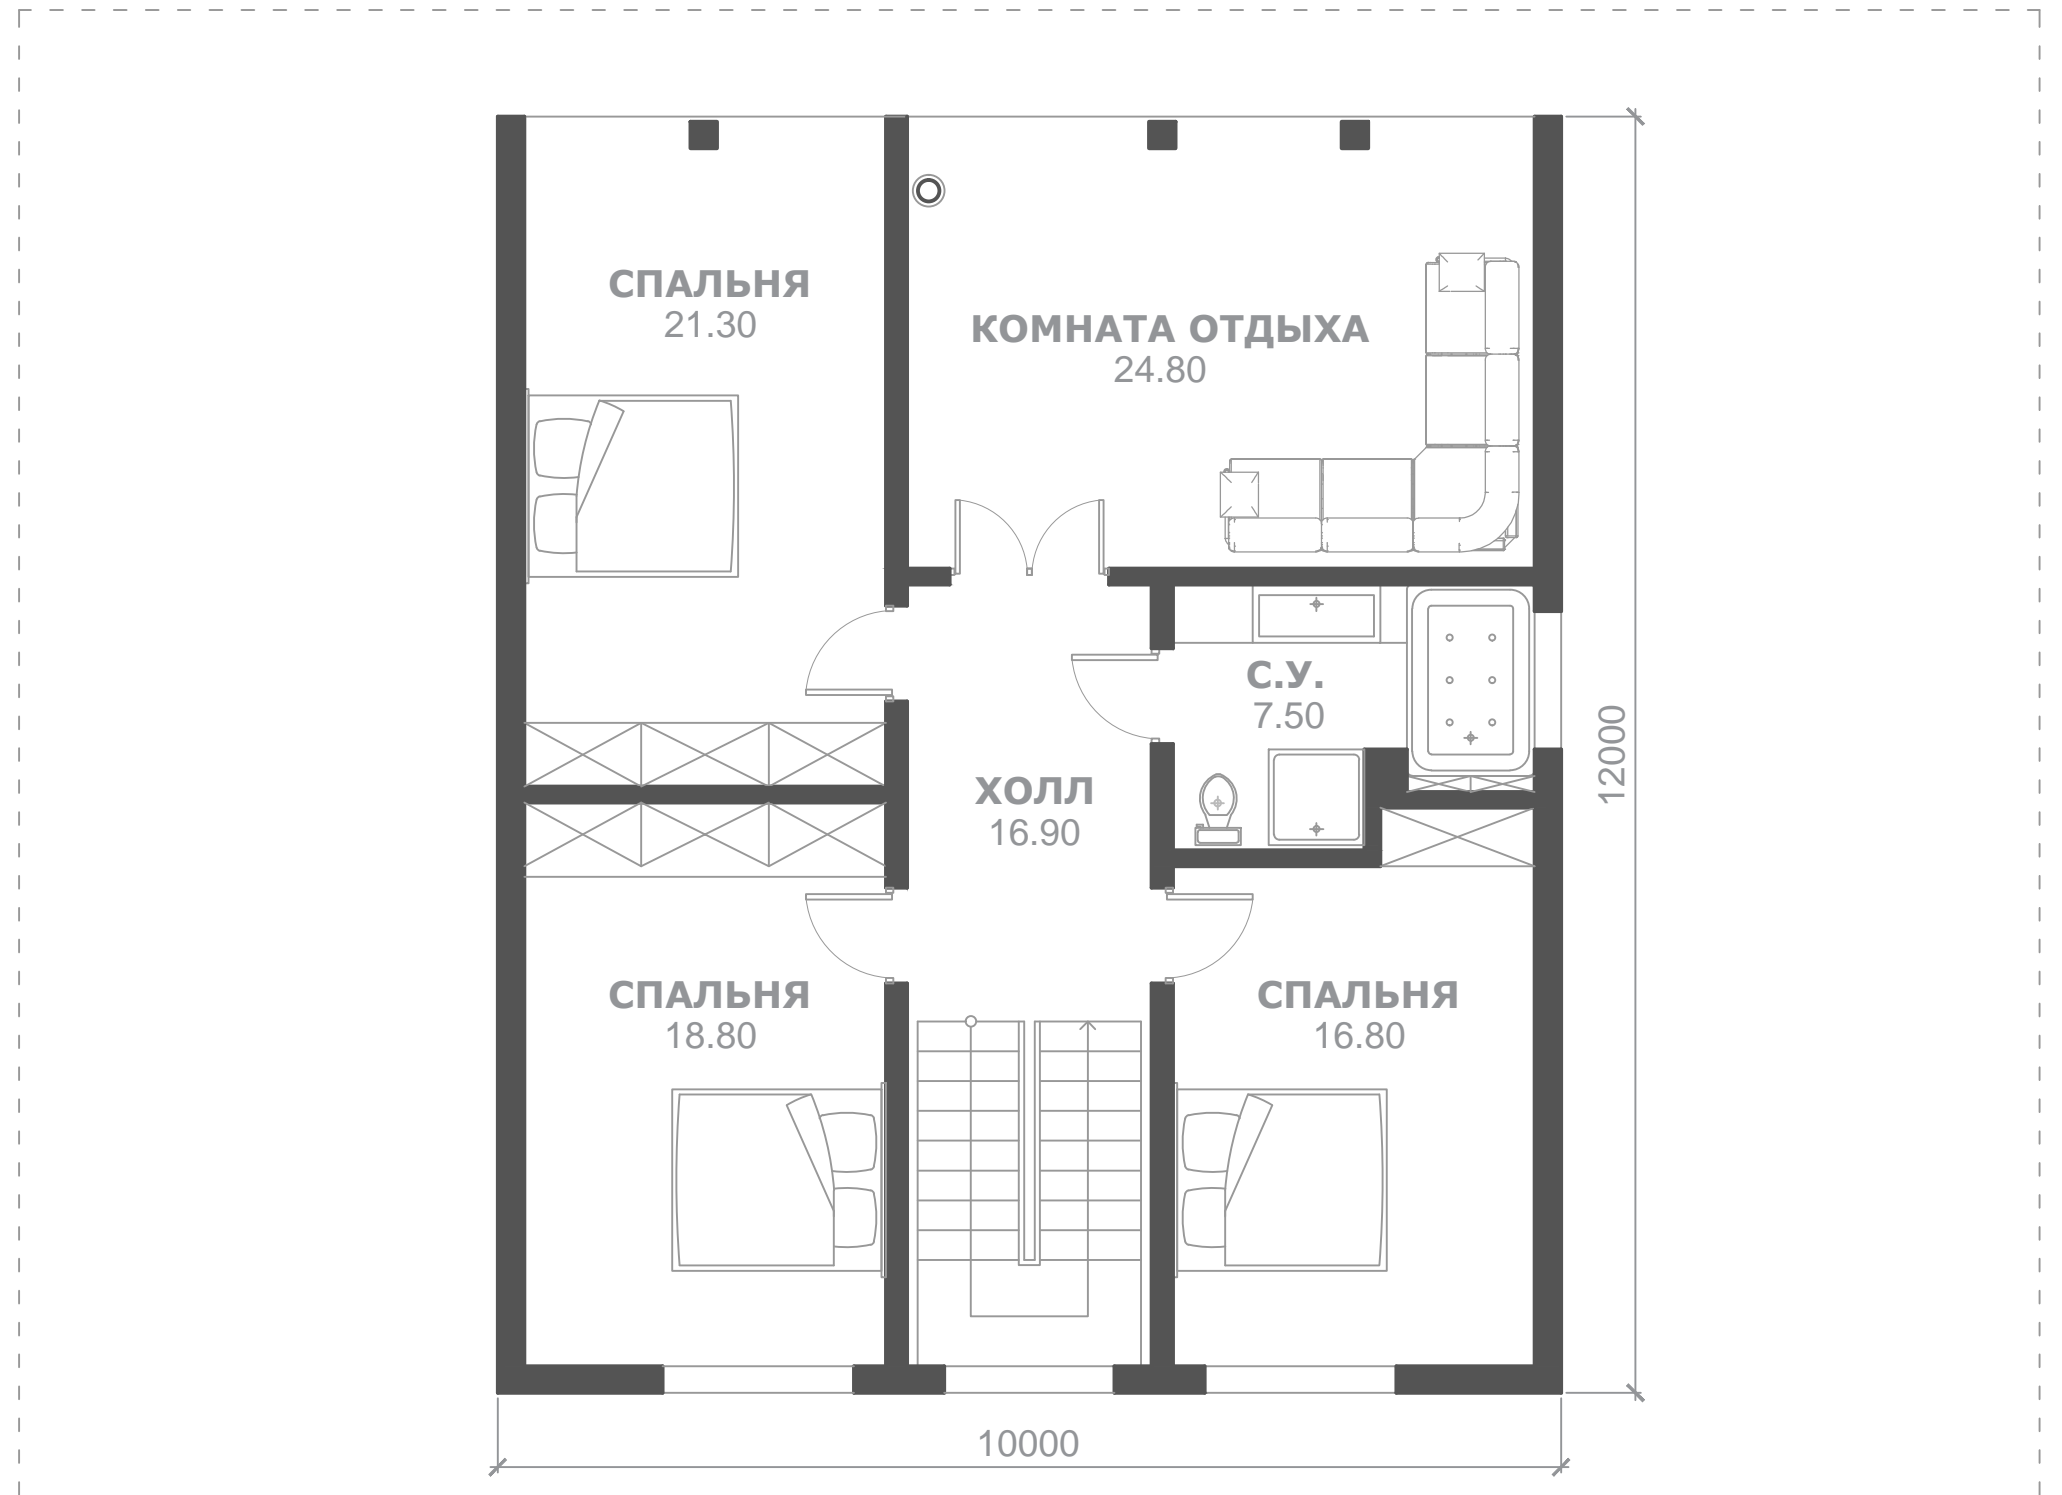 СПАЛЬНЯ
21.30
КОМНАТА ОТДЫХА
24.80
С.У.
7.50
ХОЛЛ
16.90
12000
СПАЛЬНЯ
18.80
СПАЛЬНЯ
16.80
10000